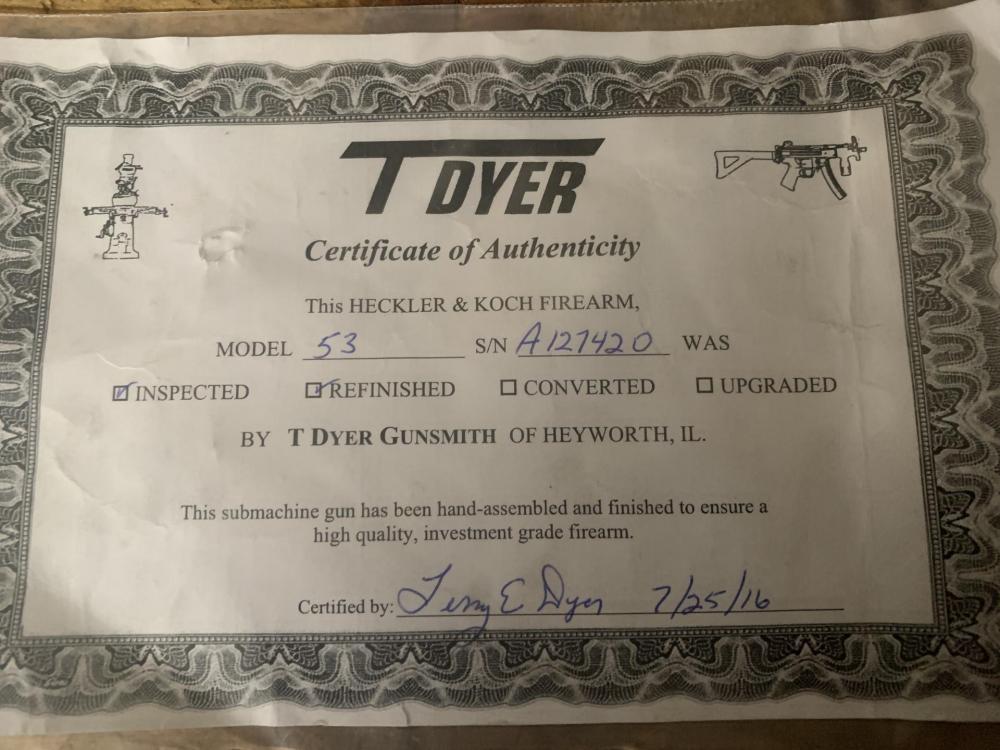 T DYER
Certificate of Authenticity
This HECKLER & KOCH FIREARM,
MODEL 53 S/N A127420 WAS
☑ INSPECTED ☑ REFINISHED ☐ CONVERTED ☐ UPGRADED
BY T DYER GUNSMITH OF HEYWORTH, IL.
This submachine gun has been hand-assembled and finished to ensure a
high quality, investment grade firearm.
Certified by: Terry E Dyer 7/25/16